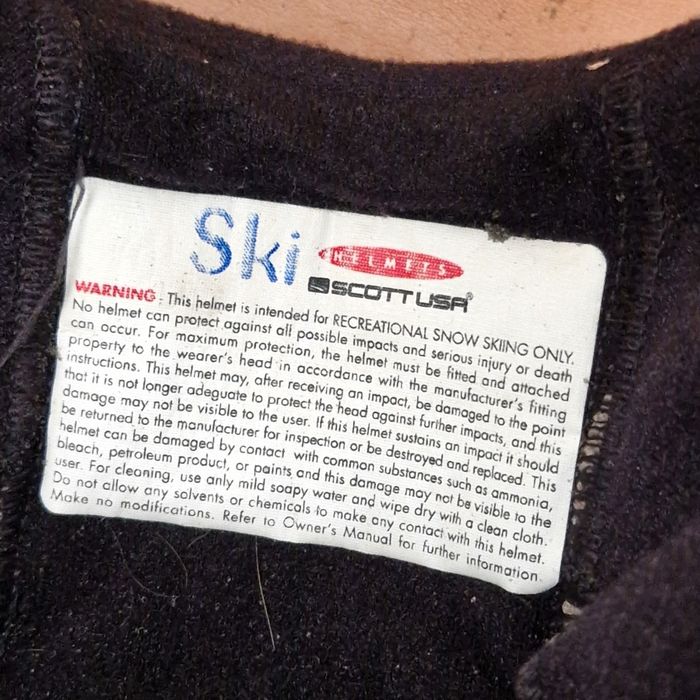 Ski HELMETS
SCOTT USA®
WARNING : This helmet is intended for RECREATIONAL SNOW SKIING ONLY.
No helmet can protect against all possible impacts and serious injury or death
can occur. For maximum protection, the helmet must be fitted and attached
property to the wearer's head in accordance with the manufacturer's fitting
instructions. This helmet may, after receiving an impact, be damaged to the point
that it is not longer adeguate to protect the head against further impacts, and this
damage may not be visible to the user. If this helmet sustains an impact it should
be returned to the manufacturer for inspection or be destroyed and replaced. This
helmet can be damaged by contact with common substances such as ammonia,
bleach, petroleum product, or paints and this damage may not be visible to the
user. For cleaning, use anly mild soapy water and wipe dry with a clean cloth.
Do not allow any solvents or chemicals to make any contact with this helmet.
Make no modifications. Refer to Owner's Manual for further information.